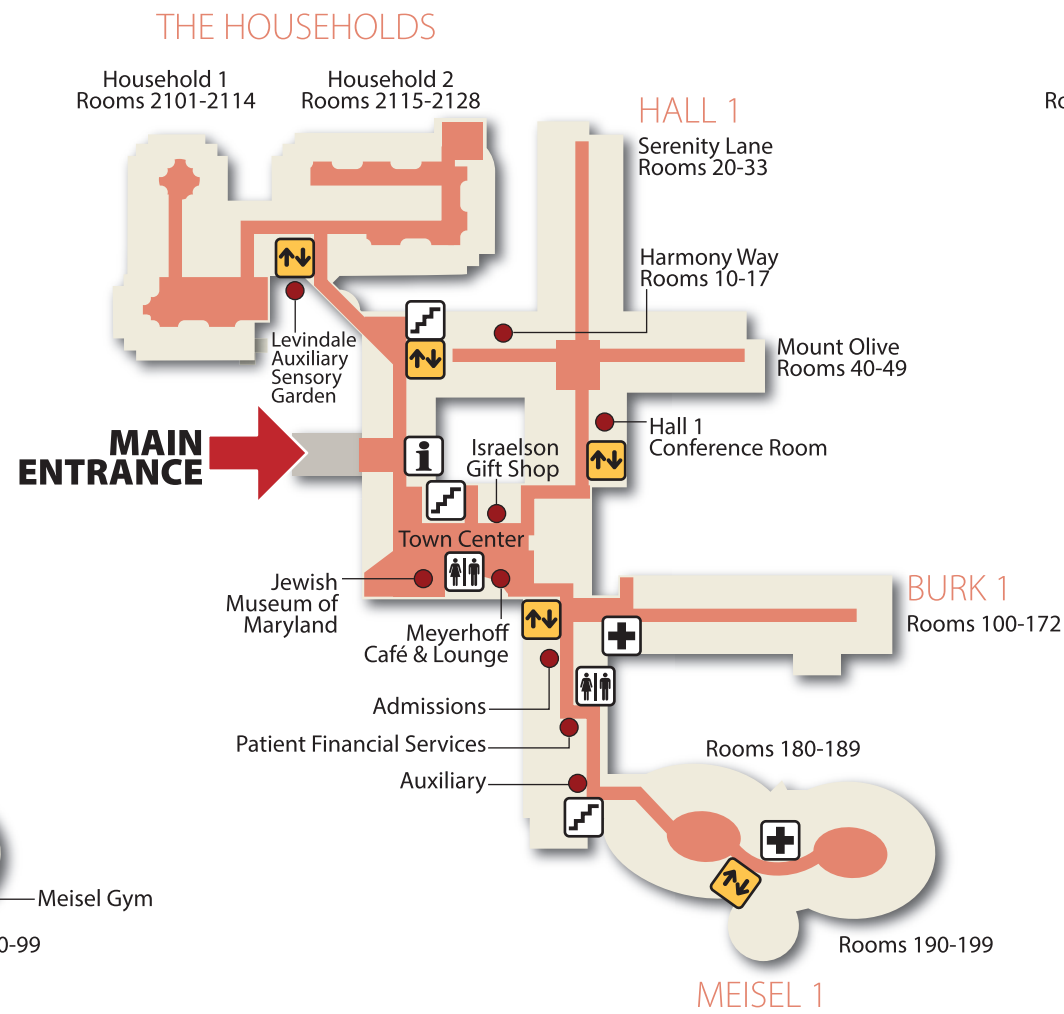 THE HOUSEHOLDS
Household 1
Rooms 2101-2114
Household 2
Rooms 2115-2128
HALL 1
Serenity Lane
Rooms 20-33
Harmony Way
Rooms 10-17
Mount Olive
Rooms 40-49
Levindale
Auxiliary
Sensory
Garden
MAIN
ENTRANCE
i
Israelson
Gift Shop
Hall 1
Conference Room
Town Center
Jewish
Museum of
Maryland
Meyerhoff
Café & Lounge
BURK 1
Rooms 100-172
Admissions
Patient Financial Services
Auxiliary
Rooms 180-189
Meisel Gym
0-99
Rooms 190-199
MEISEL 1